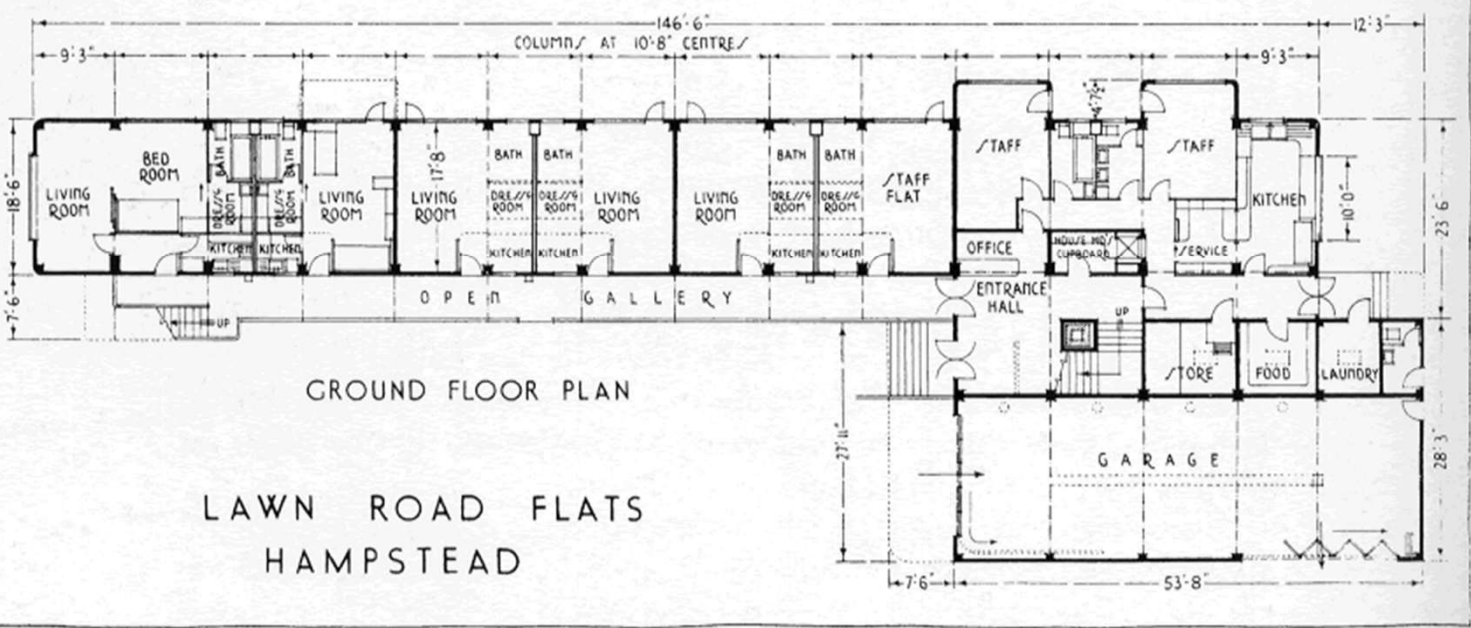 146'·6"
12'·3"
COLUMNS AT 10'·8" CENTRES
9'·3"
9'·3"
4'·7½"
18'·6"
LIVING ROOM
BED ROOM
BATH
BATH
DRESS'G ROOM
DRESS'G ROOM
KITCHEN
KITCHEN
LIVING ROOM
17'·8"
LIVING ROOM
BATH
BATH
DRESS'G ROOM
DRESS'G ROOM
KITCHEN
KITCHEN
LIVING ROOM
LIVING ROOM
BATH
BATH
DRESS'G ROOM
DRESS'G ROOM
KITCHEN
KITCHEN
STAFF FLAT
STAFF
STAFF
KITCHEN
10'·0"
23'·6"
OFFICE
HOUSE MD'S CUPBOARD
SERVICE
7'·6"
OPEN GALLERY
ENTRANCE HALL
UP
UP
STORE
FOOD
LAUNDRY
GROUND FLOOR PLAN
27'·11"
GARAGE
28'·3"
LAWN ROAD FLATS
HAMPSTEAD
7'·6"
53'·8"